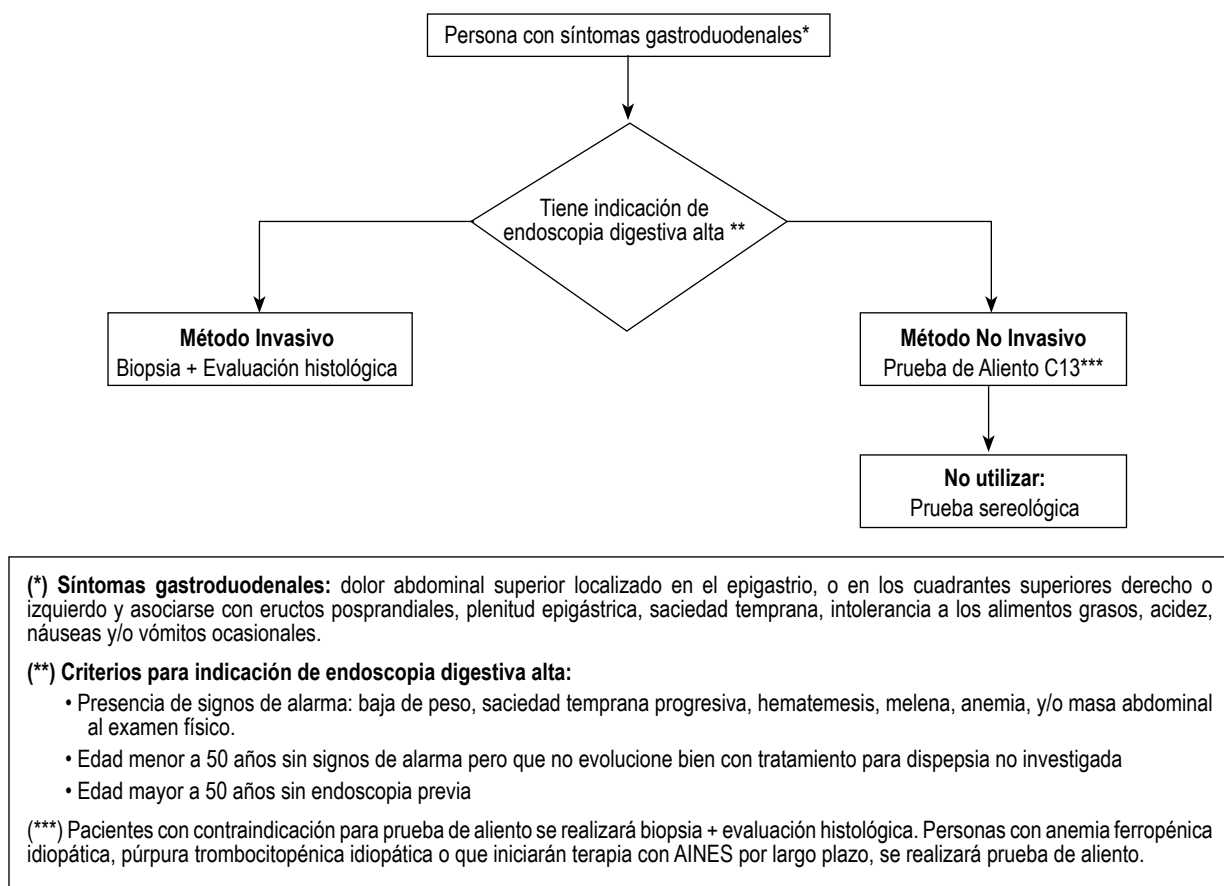 Persona con síntomas gastroduodenales*
Tiene indicación de
endoscopia digestiva alta **
Método Invasivo
Biopsia + Evaluación histológica
Método No Invasivo
Prueba de Aliento C13***
No utilizar:
Prueba sereológica
(*) Síntomas gastroduodenales: dolor abdominal superior localizado en el epigastrio, o en los cuadrantes superiores derecho o
izquierdo y asociarse con eructos posprandiales, plenitud epigástrica, saciedad temprana, intolerancia a los alimentos grasos, acidez,
náuseas y/o vómitos ocasionales.
(**) Criterios para indicación de endoscopia digestiva alta:
• Presencia de signos de alarma: baja de peso, saciedad temprana progresiva, hematemesis, melena, anemia, y/o masa abdominal
al examen físico.
• Edad menor a 50 años sin signos de alarma pero que no evolucione bien con tratamiento para dispepsia no investigada
• Edad mayor a 50 años sin endoscopia previa
(***) Pacientes con contraindicación para prueba de aliento se realizará biopsia + evaluación histológica. Personas con anemia ferropénica
idiopática, púrpura trombocitopénica idiopática o que iniciarán terapia con AINES por largo plazo, se realizará prueba de aliento.